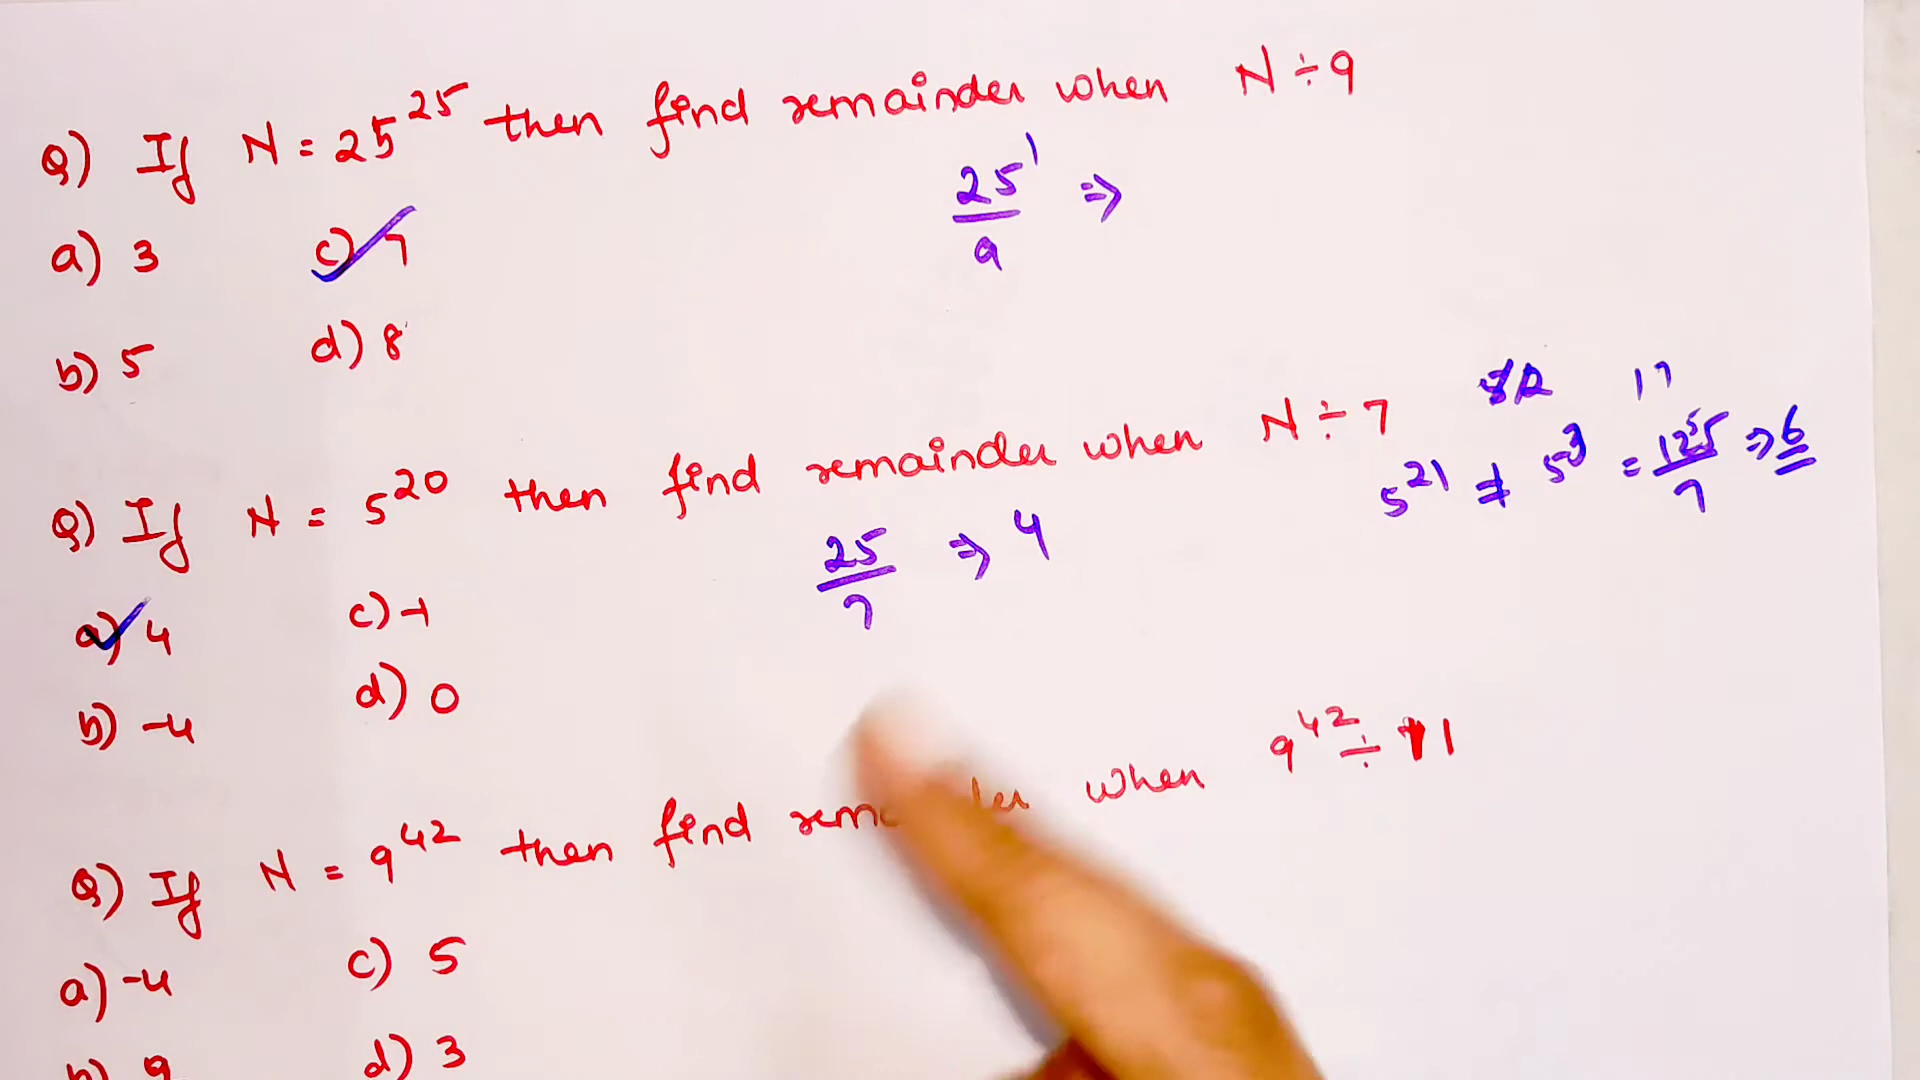 Q) If N = 25^25 then find remainder when N ÷ 9
25^1 / 9 ⇒
a) 3 c) 7
b) 5 d) 8
Q) If N = 5^20 then find remainder when N ÷ 7
5^21 ≠ 5^3 = 125/7 ⇒ 6
25/7 ⇒ 4
a) 4 c) -1
b) -4 d) 0
Q) If N = 9^42 then find when 9^42 ÷ 11
a) -4 c) 5
b) 9 d) 3